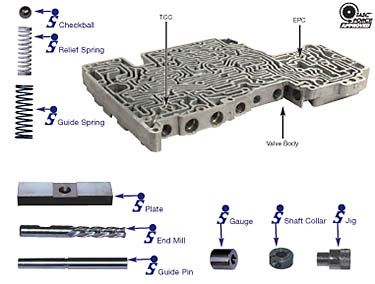 Checkball
Relief Spring
Guide Spring
TCC
EPC
Valve Body
Plate
End Mill
Guide Pin
Gauge
Shaft Collar
Jig
S
S
S
S
S
S
S
S
S